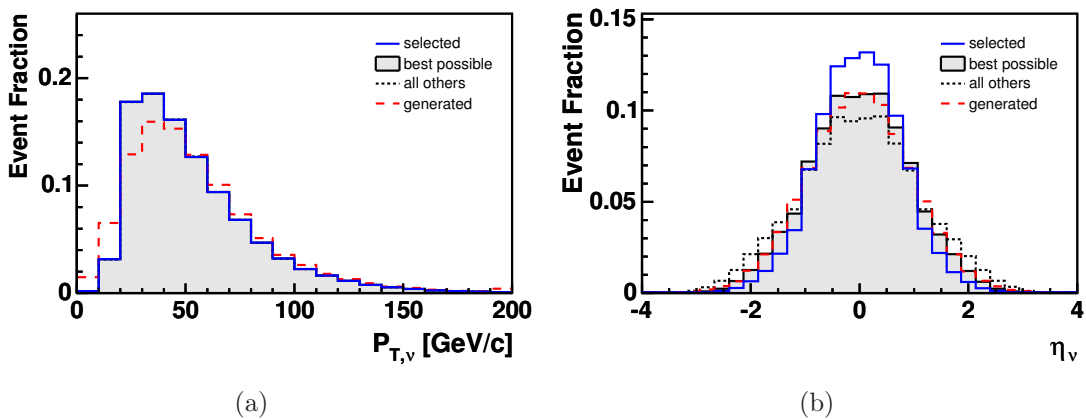 Event Fraction
0.2
0.1
0
0 50 100 150 200
P_T,ν [GeV/c]
selected
best possible
all others
generated
(a)
Event Fraction
0.15
0.1
0.05
0
-4 -2 0 2 4
η_ν
selected
best possible
all others
generated
(b)